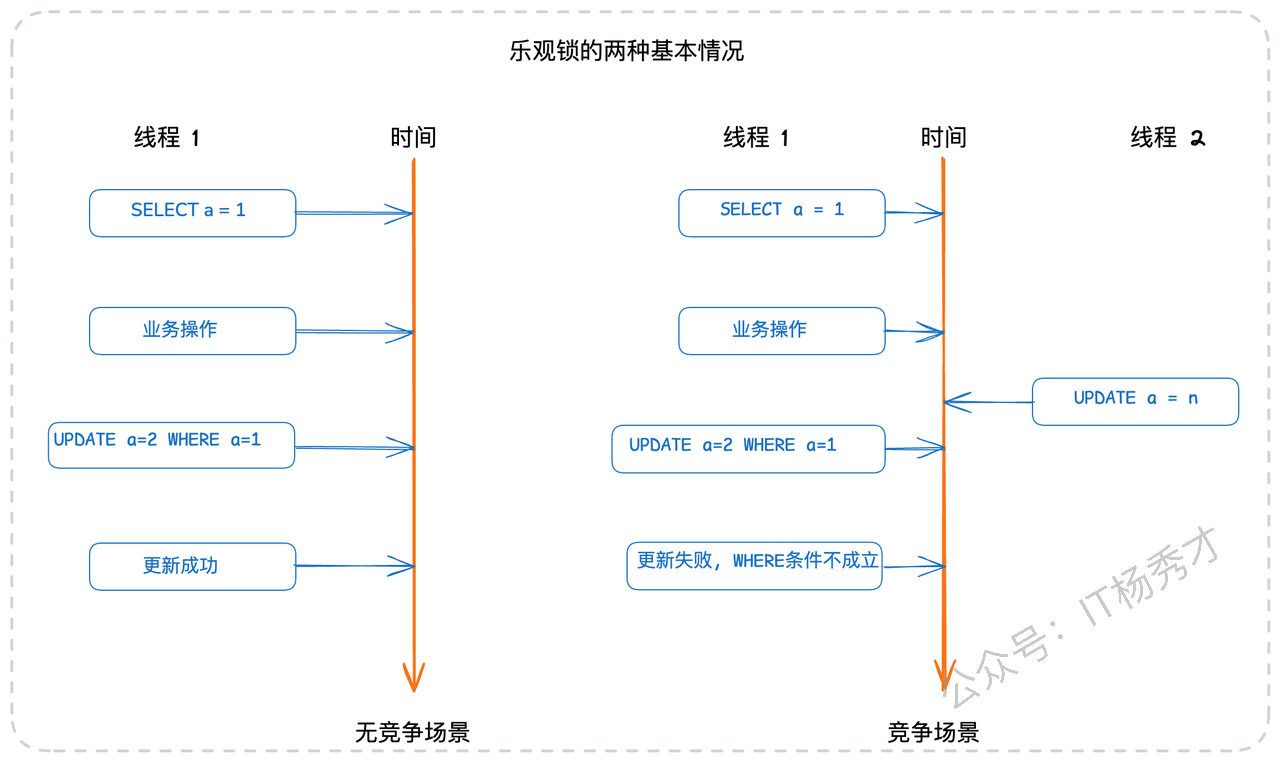 乐观锁的两种基本情况
线程 1
时间
SELECT a = 1
业务操作
UPDATE a=2 WHERE a=1
更新成功
无竞争场景
线程 1
时间
线程 2
SELECT a = 1
业务操作
UPDATE a = n
UPDATE a=2 WHERE a=1
更新失败，WHERE条件不成立
竞争场景
公众号：IT杨秀才